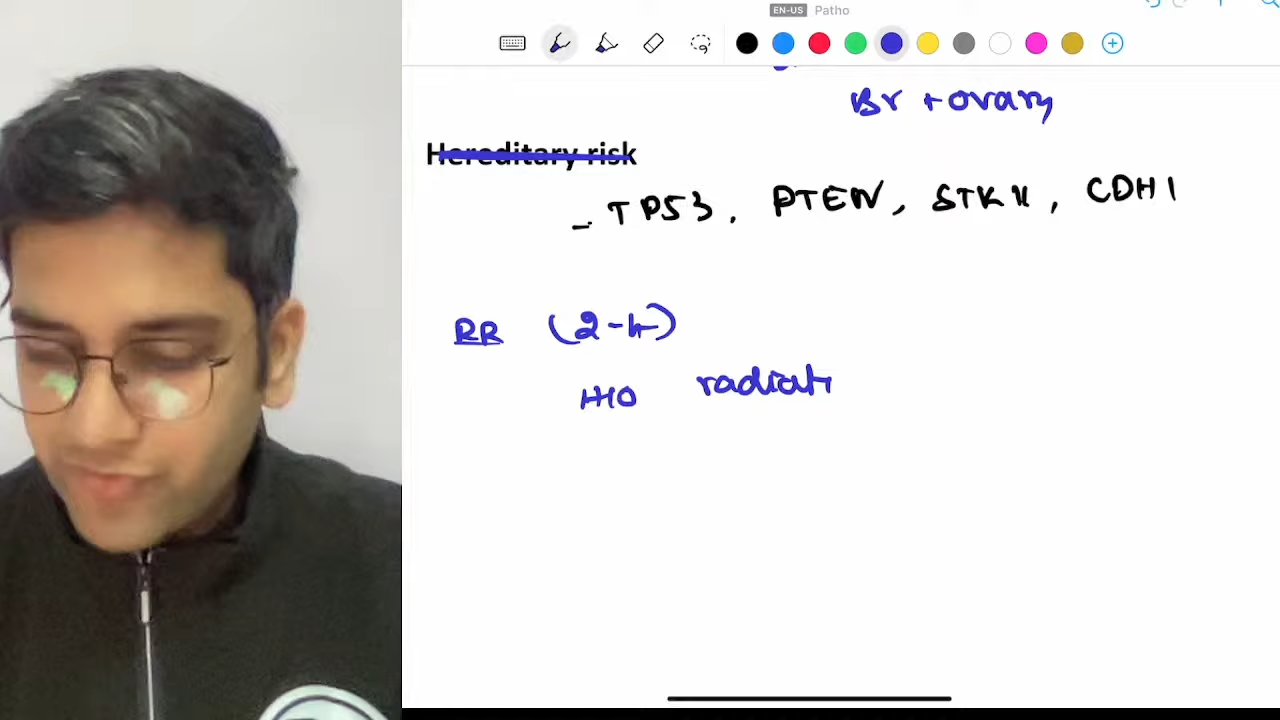 EN-US Patho
Br + ovary
Hereditary risk
- TP53, PTEN, STK11, CDH1
RR (2-4)
H/O radiati